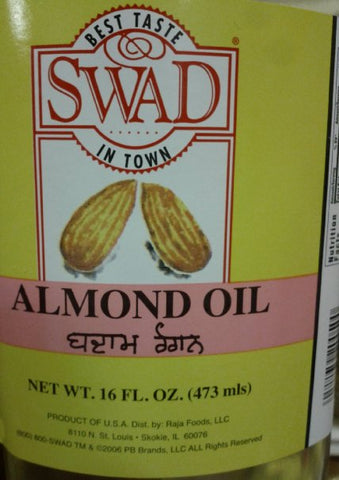 BEST TASTE
SWAD®
IN TOWN
ALMOND OIL
ਬਦਾਮ ਰੋਗਨ
NET WT. 16 FL. OZ. (473 mls)
PRODUCT OF U.S.A. Dist. by: Raja Foods, LLC
8110 N. St. Louis • Skokie, IL 60076
(800) 800-SWAD TM & ©2006 PB Brands, LLC ALL Rights Reserved
Nutrition
Facts